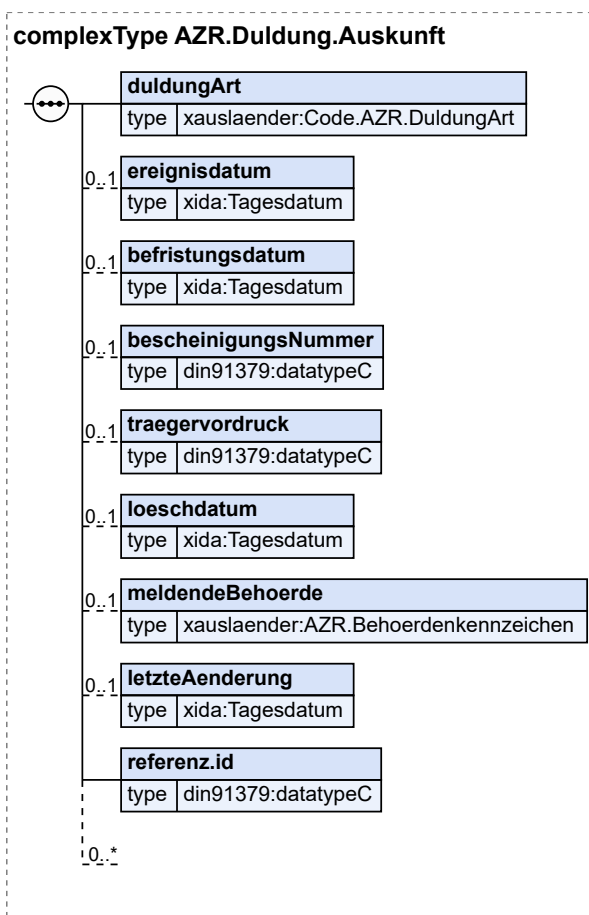 complexType AZR.Duldung.Auskunft
duldungArt
type xauslaender:Code.AZR.DuldungArt
0..1 ereignisdatum
type xida:Tagesdatum
0..1 befristungsdatum
type xida:Tagesdatum
0..1 bescheinigungsNummer
type din91379:datatypeC
0..1 traegervordruck
type din91379:datatypeC
0..1 loeschdatum
type xida:Tagesdatum
0..1 meldendeBehoerde
type xauslaender:AZR.Behoerdenkennzeichen
0..1 letzteAenderung
type xida:Tagesdatum
referenz.id
type din91379:datatypeC
0..*